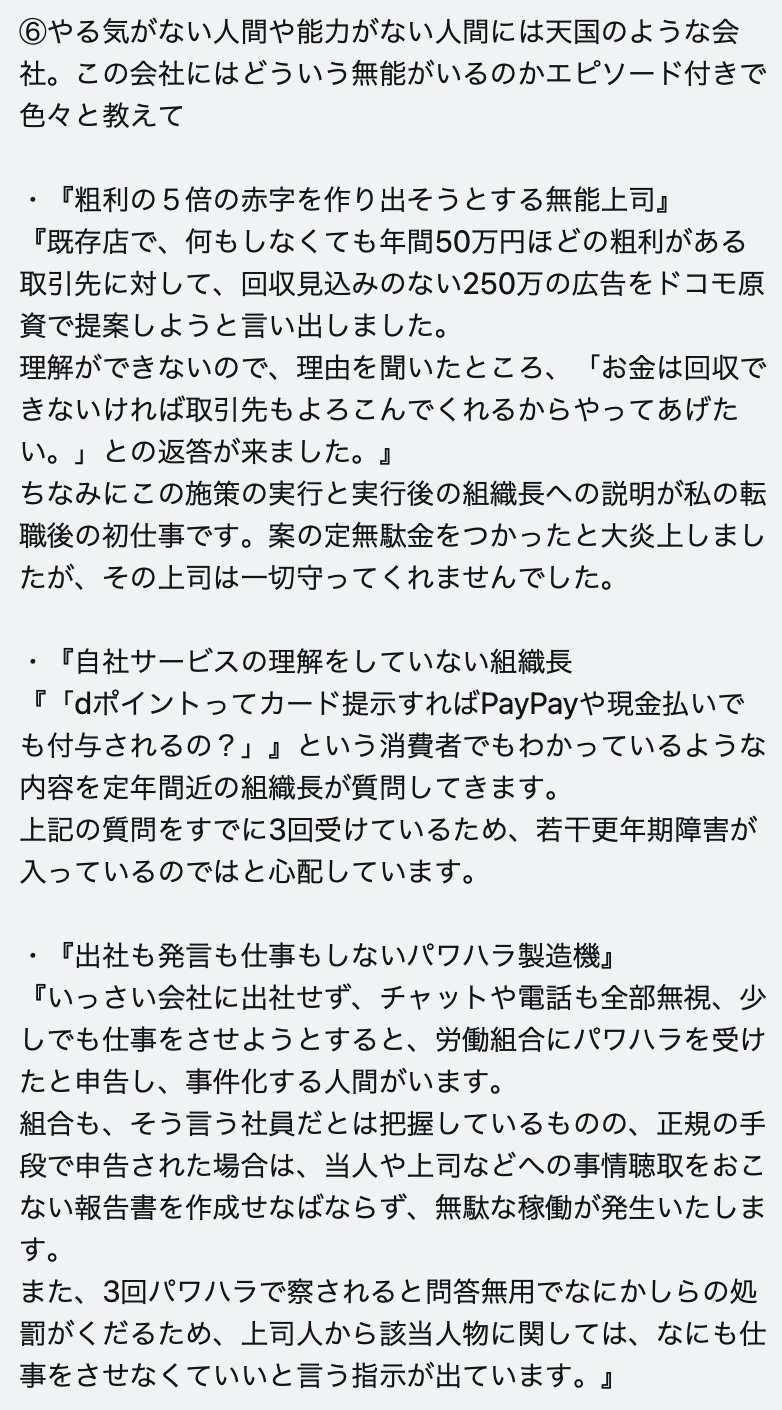 ⑥やる気がない人間や能力がない人間には天国のような会
社。この会社にはどういう無能がいるのかエピソード付きで
色々と教えて
・『粗利の５倍の赤字を作り出そうとする無能上司』
『既存店で、何もしなくても年間50万円ほどの粗利がある
取引先に対して、回収見込みのない250万の広告をドコモ原
資で提案しようと言い出しました。
理解ができないので、理由を聞いたところ、「お金は回収で
きないければ取引先もよろこんでくれるからやってあげた
い。」との返答が来ました。』
ちなみにこの施策の実行と実行後の組織長への説明が私の転
職後の初仕事です。案の定無駄金をつかったと大炎上しまし
たが、その上司は一切守ってくれませんでした。
・『自社サービスの理解をしていない組織長
『「dポイントってカード提示すればPayPayや現金払いで
も付与されるの？」』という消費者でもわかっているような
内容を定年間近の組織長が質問してきます。
上記の質問をすでに3回受けているため、若干更年期障害が
入っているのではと心配しています。
・『出社も発言も仕事もしないパワハラ製造機』
『いっさい会社に出社せず、チャットや電話も全部無視、少
しでも仕事をさせようとすると、労働組合にパワハラを受け
たと申告し、事件化する人間がいます。
組合も、そう言う社員だとは把握しているものの、正規の手
段で申告された場合は、当人や上司などへの事情聴取をおこ
ない報告書を作成せなばならず、無駄な稼働が発生いたしま
す。
また、3回パワハラで察されると問答無用でなにかしらの処
罰がくだるため、上司人から該当人物に関しては、なにも仕
事をさせなくていいと言う指示が出ています。』